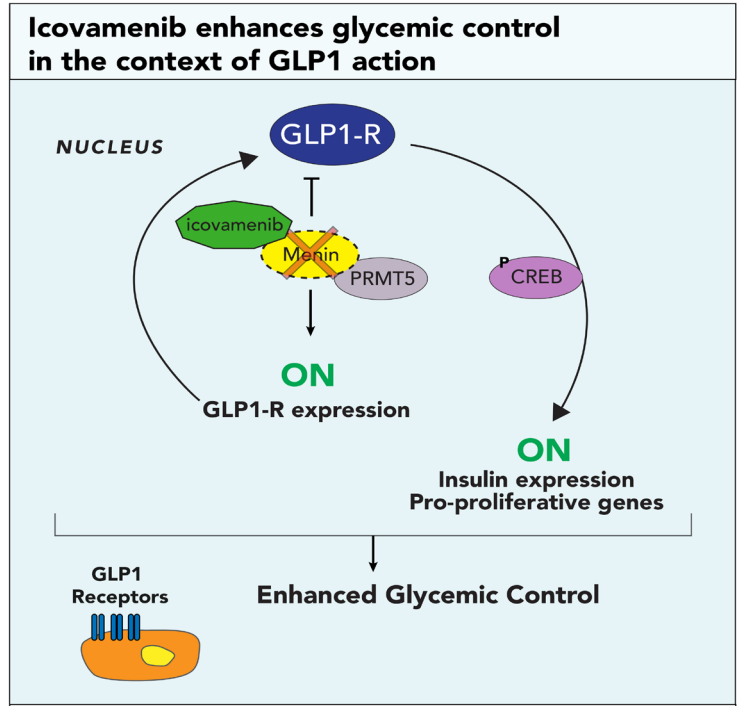 Icovamenib enhances glycemic control
in the context of GLP1 action
NUCLEUS
GLP1-R
icovamenib
Menin
PRMT5
P
CREB
ON
GLP1-R expression
ON
Insulin expression
Pro-proliferative genes
GLP1
Receptors
Enhanced Glycemic Control